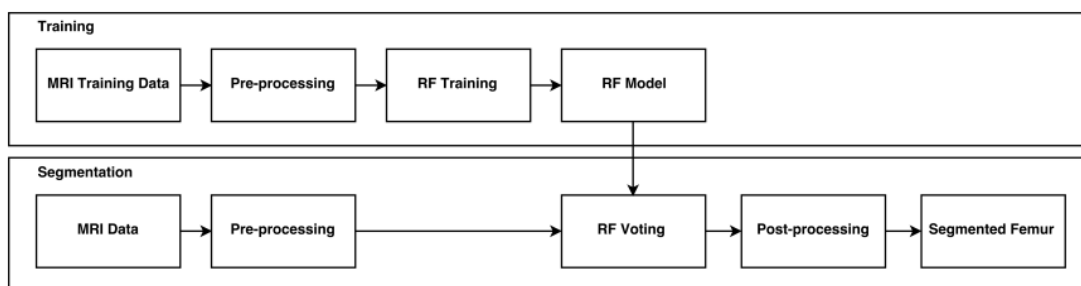 Training
MRI Training Data
Pre-processing
RF Training
RF Model
Segmentation
MRI Data
Pre-processing
RF Voting
Post-processing
Segmented Femur